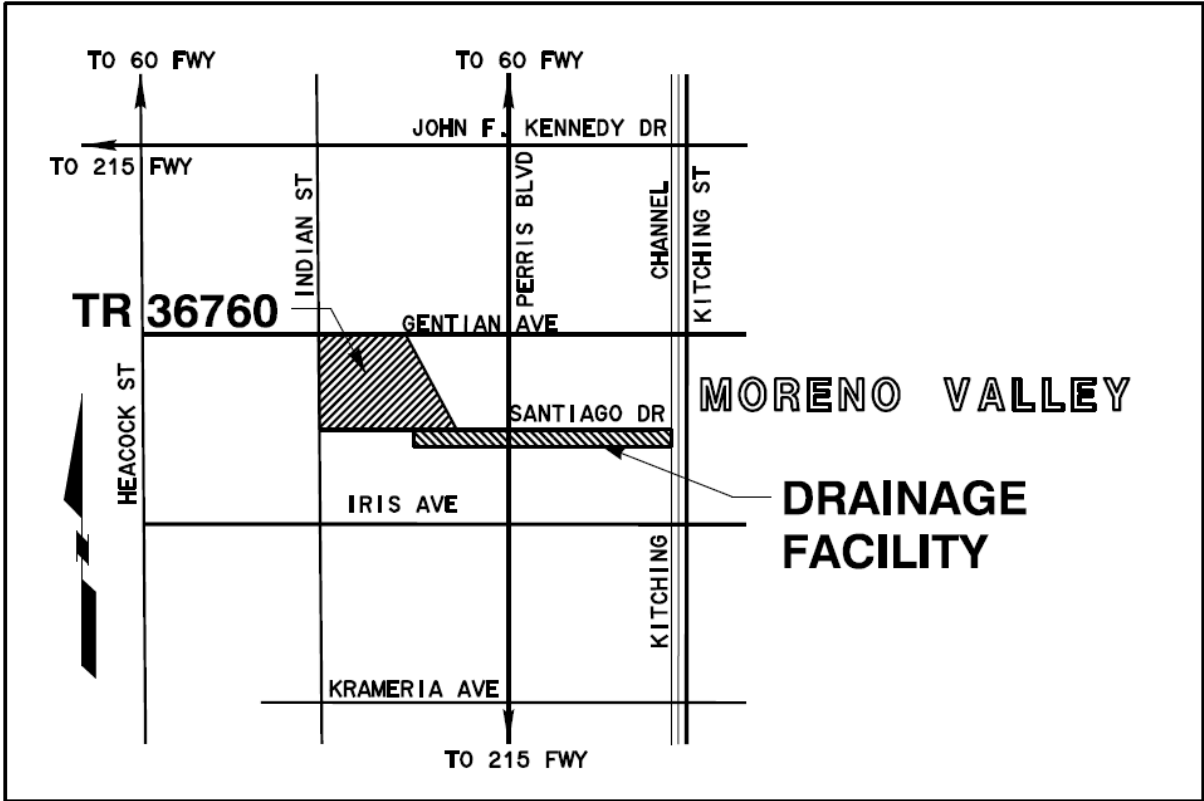 TO 60 FWY
TO 60 FWY
JOHN F. KENNEDY DR
TO 215 FWY
INDIAN ST
PERRIS BLVD
CHANNEL
KITCHING ST
TR 36760
GENTIAN AVE
HEACOCK ST
SANTIAGO DR
MORENO VALLEY
IRIS AVE
DRAINAGE
FACILITY
N
KITCHING
KRAMERIA AVE
TO 215 FWY